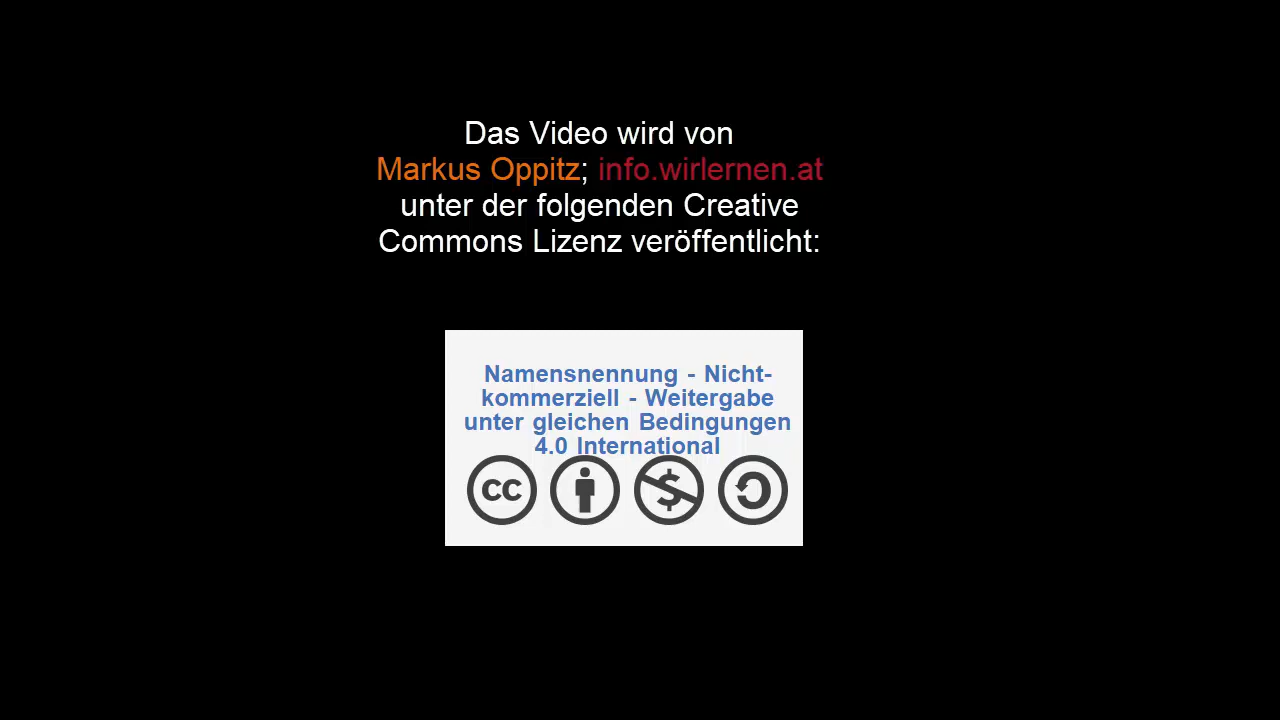 Das Video wird von
Markus Oppitz; info.wirlernen.at
unter der folgenden Creative
Commons Lizenz veröffentlicht:
Namensnennung - Nicht-
kommerziell - Weitergabe
unter gleichen Bedingungen
4.0 International
cc
$